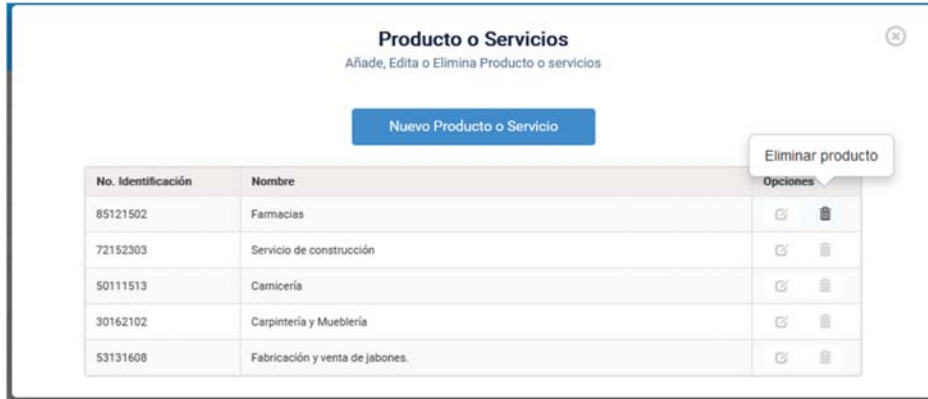 Producto o Servicios
Añade, Edita o Elimina Producto o servicios
Nuevo Producto o Servicio
Eliminar producto
No. Identificación Nombre Opciones
85121502 Farmacias
72152303 Servicio de construcción
50111513 Carnicería
30162102 Carpintería y Mueblería
53131608 Fabricación y venta de jabones.